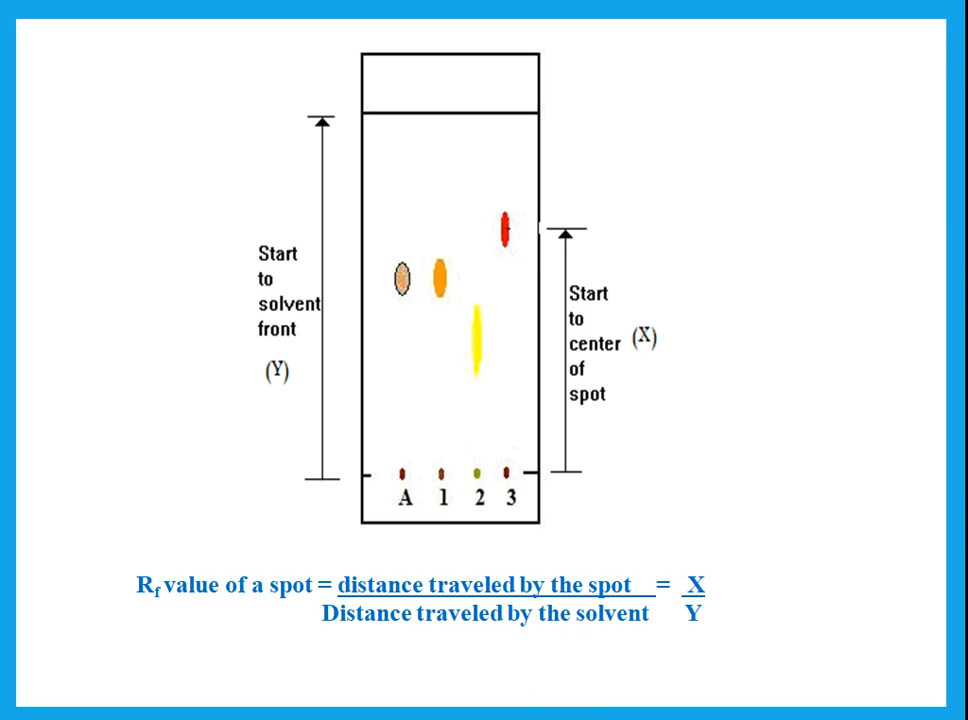 Start
to
solvent
front
(Y)
Start
to
center (X)
of
spot
A 1 2 3
Rf value of a spot = distance traveled by the spot = X
Distance traveled by the solvent Y